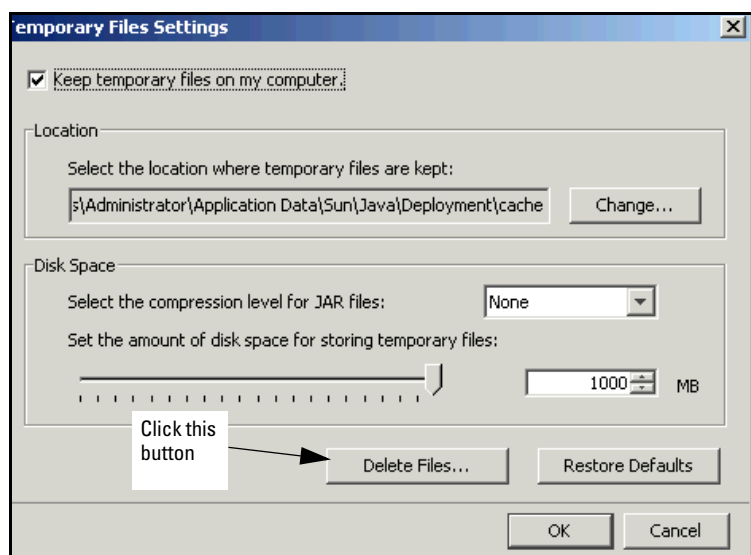 emporary Files Settings
Keep temporary files on my computer.
Location
Select the location where temporary files are kept:
s\Administrator\Application Data\Sun\Java\Deployment\cache
Change...
Disk Space
Select the compression level for JAR files:
None
Set the amount of disk space for storing temporary files:
1000
MB
Click this
button
Delete Files...
Restore Defaults
OK
Cancel